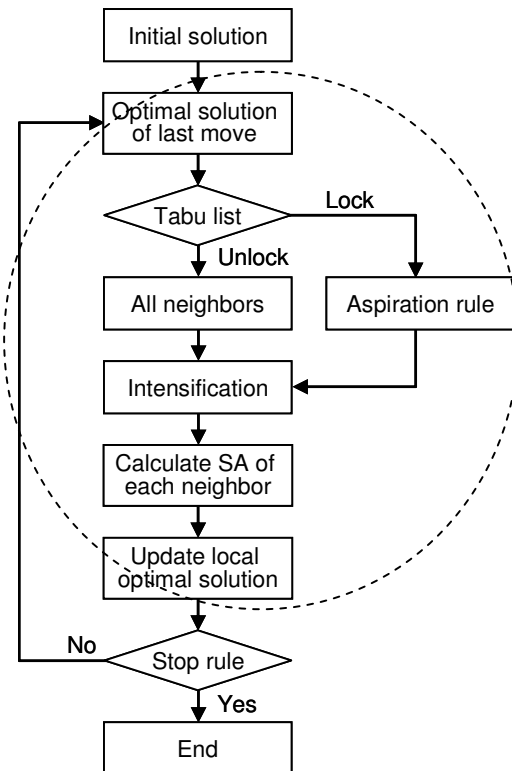 Initial solution
Optimal solution
of last move
Tabu list
Lock
Unlock
All neighbors
Aspiration rule
Intensification
Calculate SA of
each neighbor
Update local
optimal solution
No
Stop rule
Yes
End